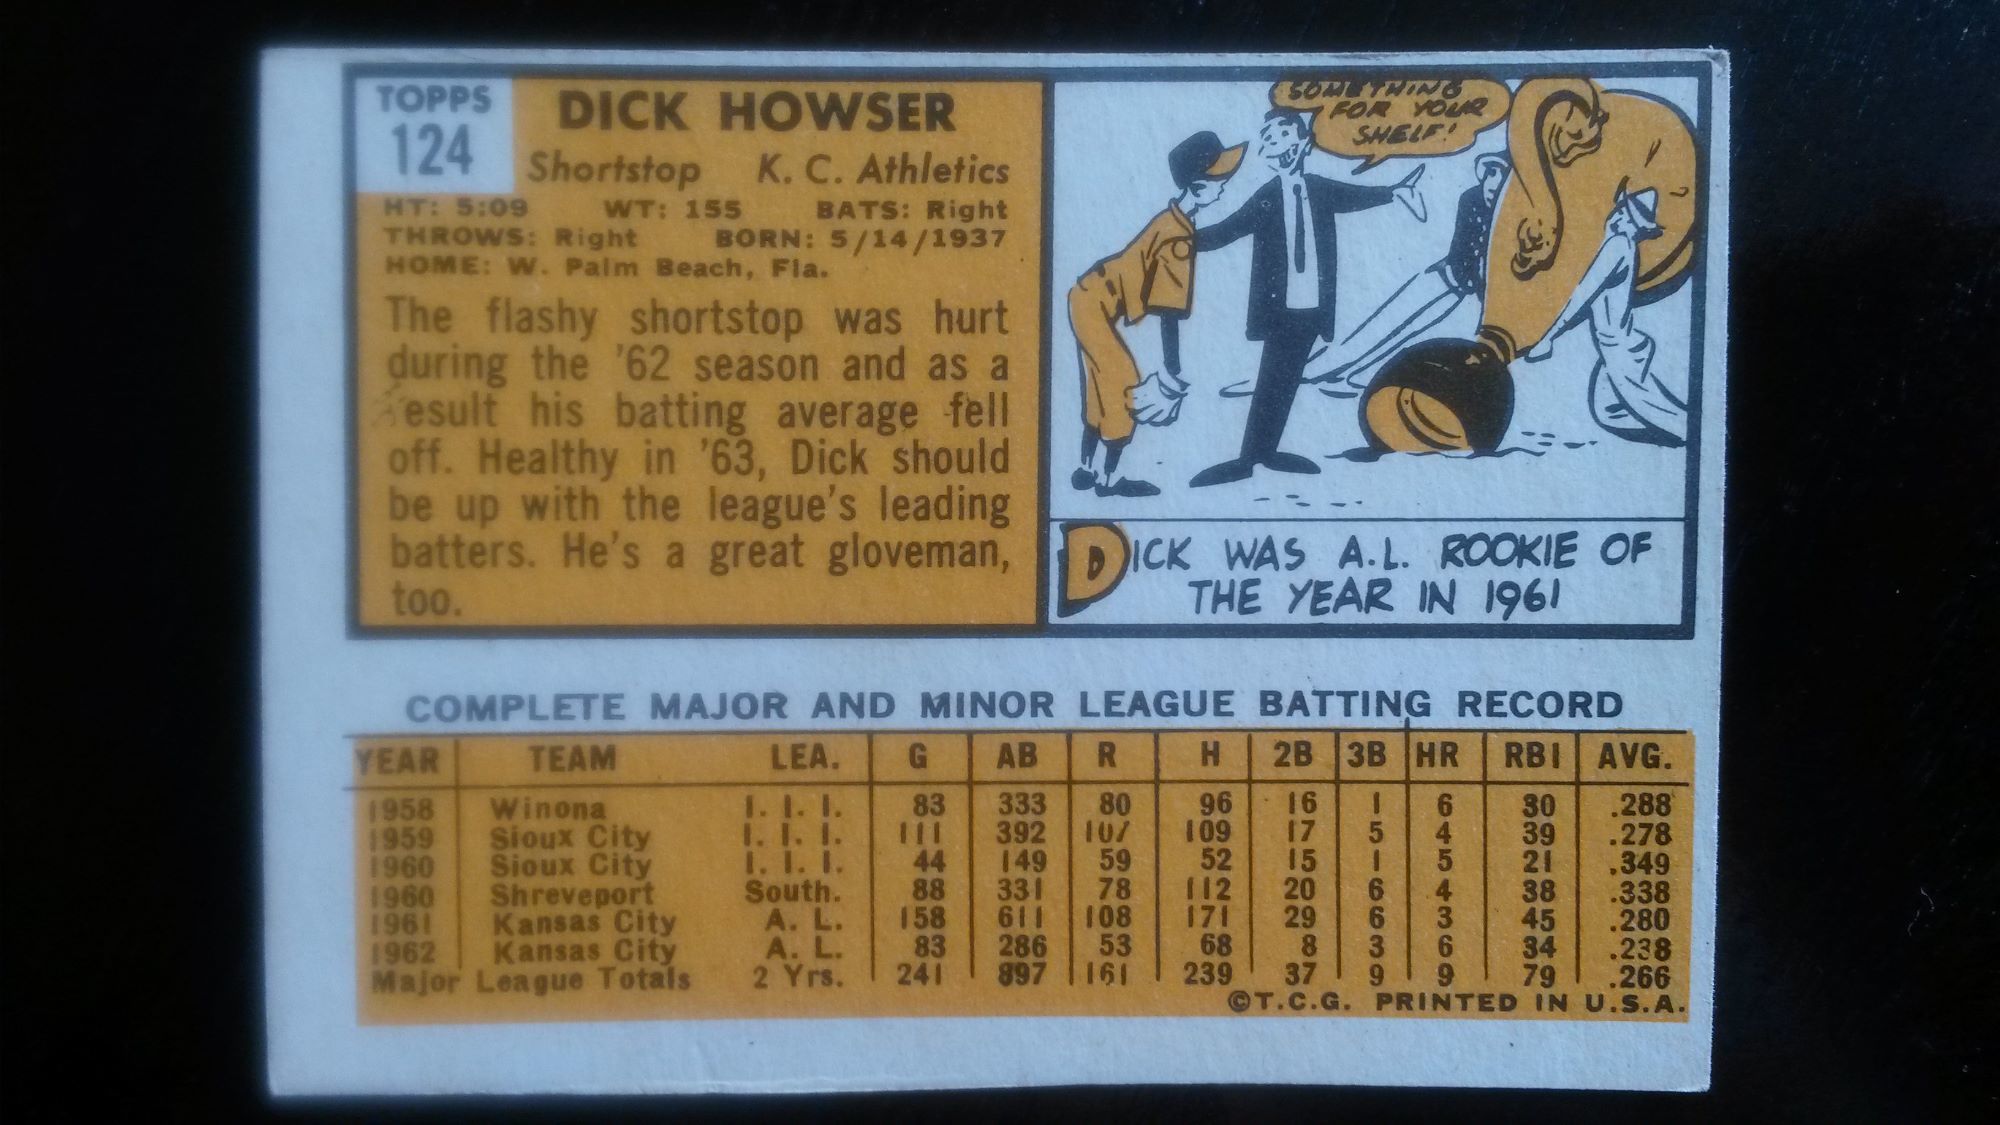 TOPPS
124
DICK HOWSER
Shortstop K. C. Athletics
HT: 5:09 WT: 155 BATS: Right
THROWS: Right BORN: 5/14/1937
HOME: W. Palm Beach, Fla.
The flashy shortstop was hurt
during the '62 season and as a
result his batting average fell
off. Healthy in '63, Dick should
be up with the league's leading
batters. He's a great gloveman,
too.
SOMETHING
FOR YOUR
SHELF!
DICK WAS A.L. ROOKIE OF
THE YEAR IN 1961
COMPLETE MAJOR AND MINOR LEAGUE BATTING RECORD
YEAR TEAM LEA. G AB R H 2B 3B HR RBI AVG.
1958 Winona I. I. I. 83 333 80 96 16 1 6 30 .288
1959 Sioux City I. I. I. 111 392 107 109 17 5 4 39 .278
1960 Sioux City I. I. I. 44 149 59 52 15 1 5 21 .349
1960 Shreveport South. 88 331 78 112 20 6 4 38 .338
1961 Kansas City A. L. 158 611 108 171 29 6 3 45 .280
1962 Kansas City A. L. 83 286 53 68 8 3 6 34 .238
Major League Totals 2 Yrs. 241 897 161 239 37 9 9 79 .266
©T.C.G. PRINTED IN U.S.A.